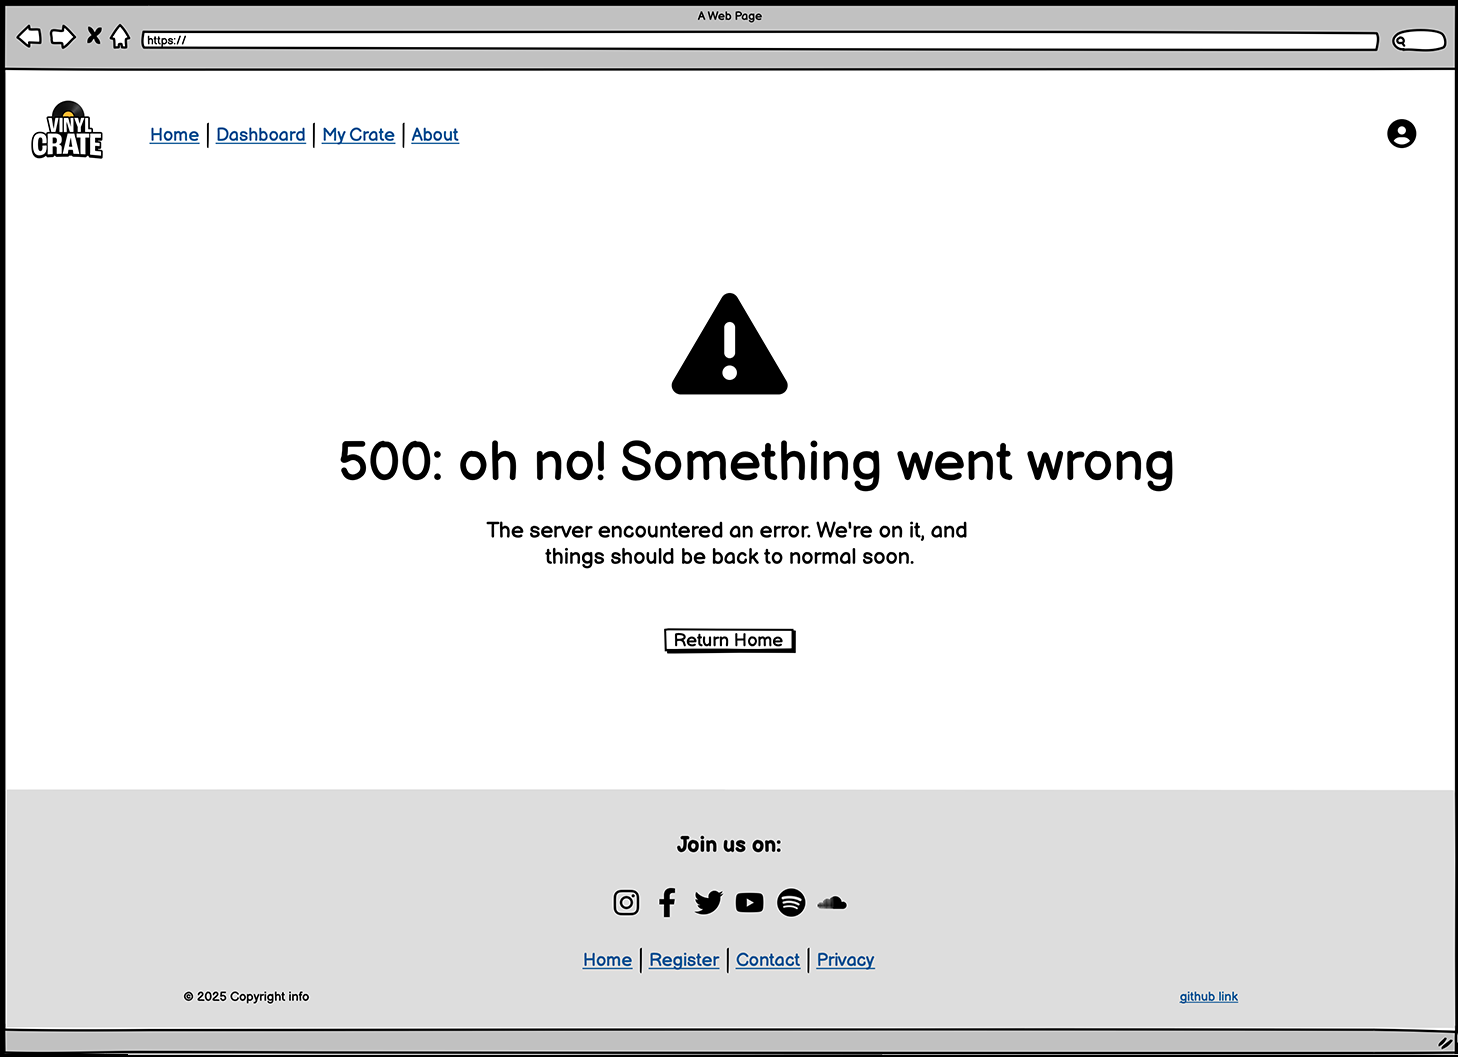 A Web Page
https://
VINYL
CRATE
Home | Dashboard | My Crate | About
500: oh no! Something went wrong
The server encountered an error. We're on it, and
things should be back to normal soon.
Return Home
Join us on:
Home | Register | Contact | Privacy
© 2025 Copyright info
github link